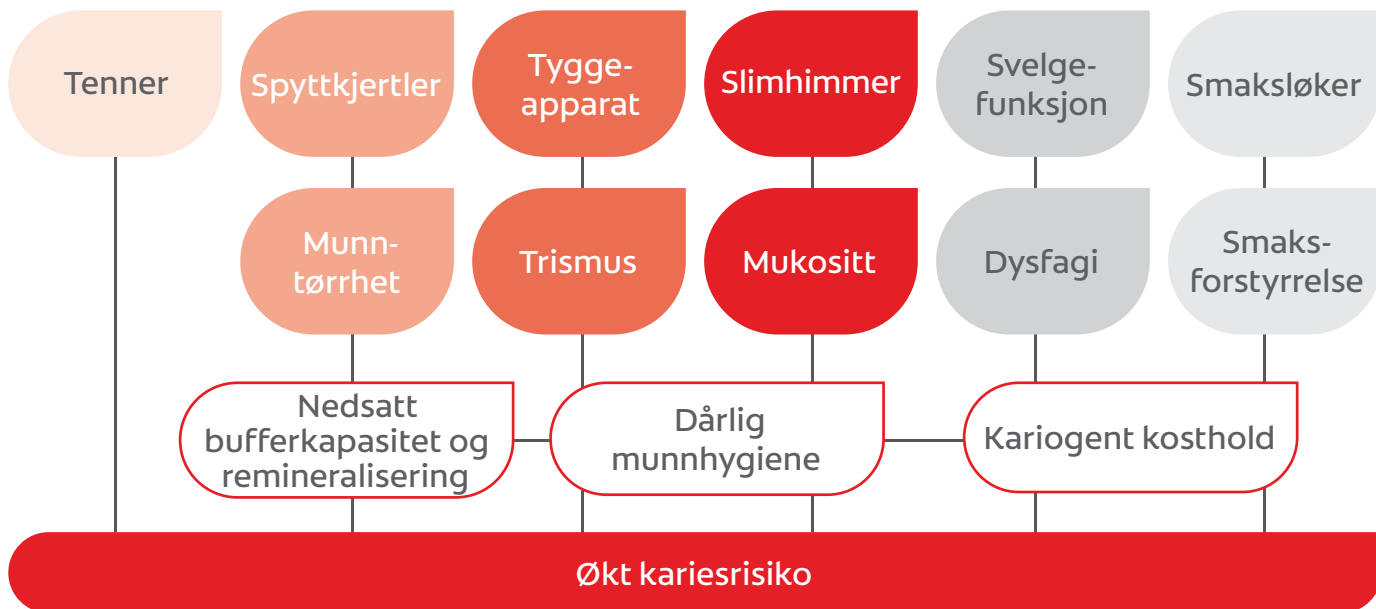 Tenner
Spyttkjertler
Tygge-
apparat
Slimhimmer
Svelge-
funksjon
Smaksløker
Munn-
tørrhet
Trismus
Mukositt
Dysfagi
Smaks-
forstyrrelse
Nedsatt
bufferkapasitet og
remineralisering
Dårlig
munnhygiene
Kariogent kosthold
Økt kariesrisiko